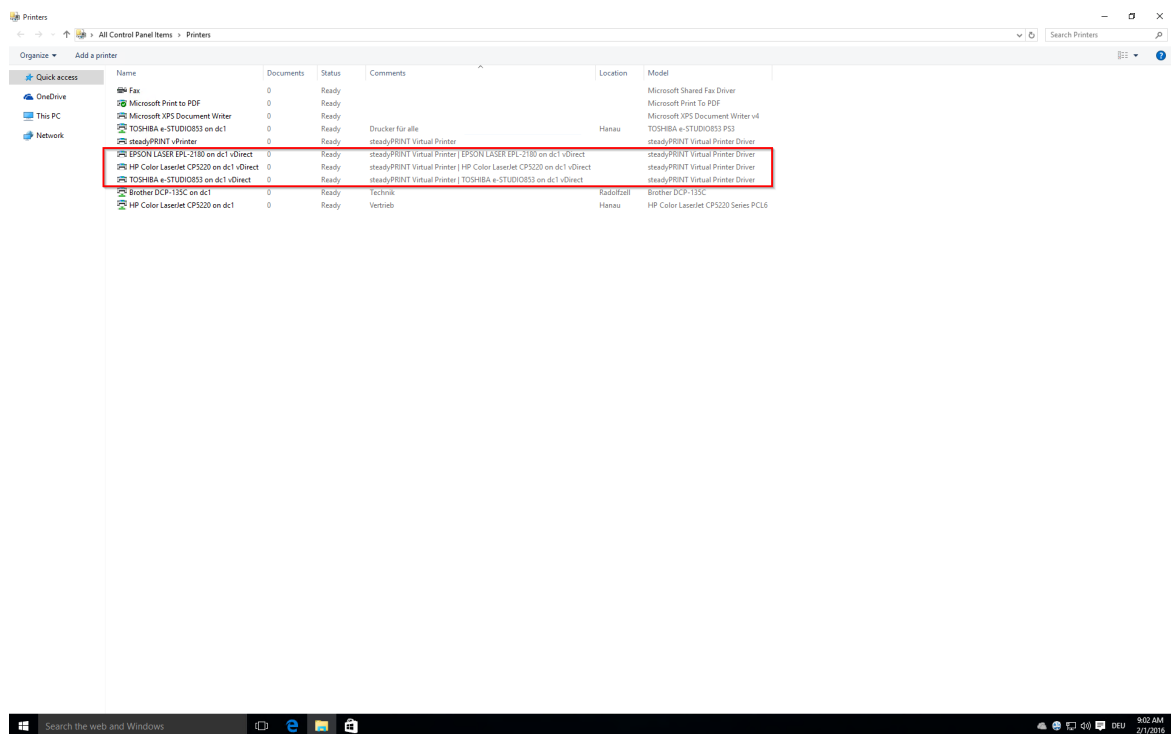 Printers
All Control Panel Items > Printers Search Printers
Organize Add a printer
Quick access
OneDrive
This PC
Network
Name Documents Status Comments Location Model
Fax 0 Ready Microsoft Shared Fax Driver
Microsoft Print to PDF 0 Ready Microsoft Print To PDF
Microsoft XPS Document Writer 0 Ready Microsoft XPS Document Writer v4
TOSHIBA e-STUDIO853 on dc1 0 Ready Drucker für alle Hanau TOSHIBA e-STUDIO853 PS3
steadyPRINT vPrinter 0 Ready steadyPRINT Virtual Printer steadyPRINT Virtual Printer Driver
EPSON LASER EPL-2180 on dc1 vDirect 0 Ready steadyPRINT Virtual Printer | EPSON LASER EPL-2180 on dc1 vDirect steadyPRINT Virtual Printer Driver
HP Color LaserJet CP5220 on dc1 vDirect 0 Ready steadyPRINT Virtual Printer | HP Color LaserJet CP5220 on dc1 vDirect steadyPRINT Virtual Printer Driver
TOSHIBA e-STUDIO853 on dc1 vDirect 0 Ready steadyPRINT Virtual Printer | TOSHIBA e-STUDIO853 on dc1 vDirect steadyPRINT Virtual Printer Driver
Brother DCP-135C on dc1 0 Ready Technik Radolfzell Brother DCP-135C
HP Color LaserJet CP5220 on dc1 0 Ready Vertrieb Hanau HP Color LaserJet CP5220 Series PCL6
Search the web and Windows DEU 9:02 AM
2/1/2016